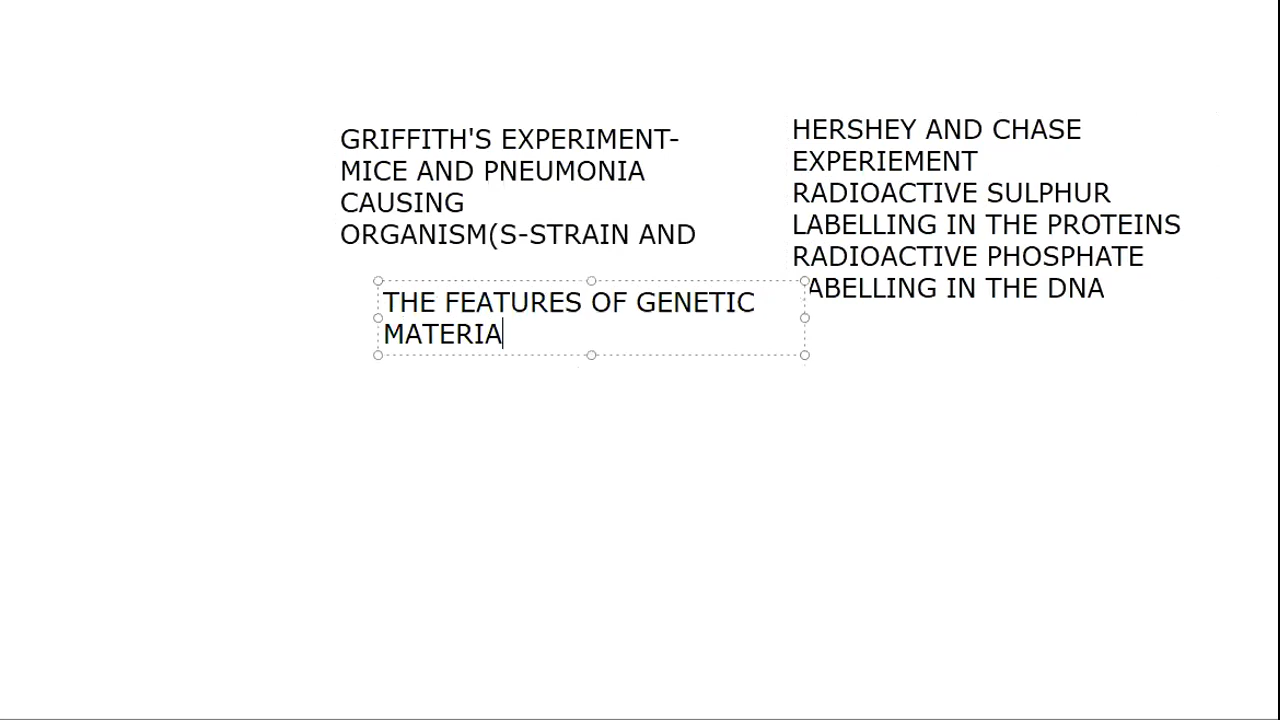 GRIFFITH'S EXPERIMENT-
MICE AND PNEUMONIA
CAUSING
ORGANISM(S-STRAIN AND
HERSHEY AND CHASE
EXPERIEMENT
RADIOACTIVE SULPHUR
LABELLING IN THE PROTEINS
RADIOACTIVE PHOSPHATE
LABELLING IN THE DNA
THE FEATURES OF GENETIC
MATERIA